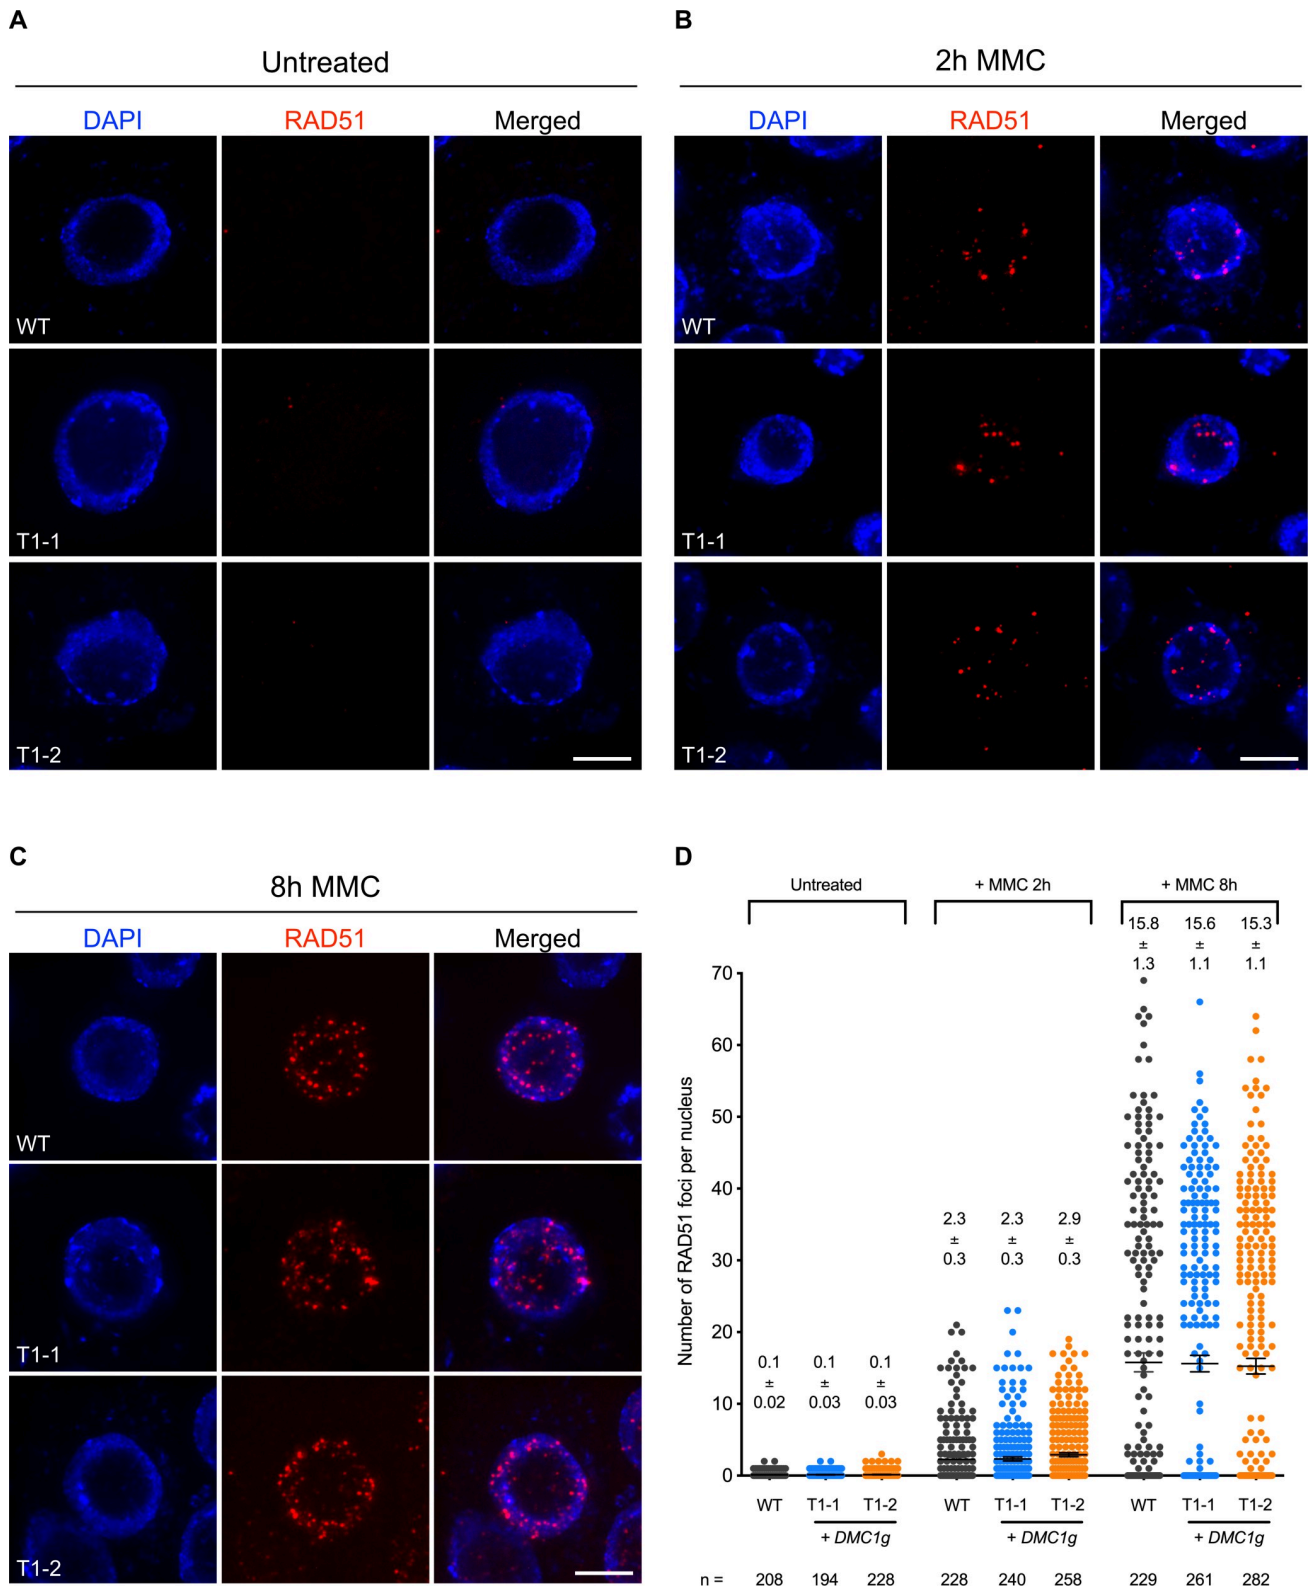 A
Untreated
DAPI RAD51 Merged
WT
T1-1
T1-2
B
2h MMC
DAPI RAD51 Merged
WT
T1-1
T1-2
C
8h MMC
DAPI RAD51 Merged
WT
T1-1
T1-2
D
Untreated + MMC 2h + MMC 8h
15.8 15.6 15.3
± ± ±
1.3 1.1 1.1
70
60
50
40
30
20
10
0
Number of RAD51 foci per nucleus
2.3 2.3 2.9
± ± ±
0.3 0.3 0.3
0.1 0.1 0.1
± ± ±
0.02 0.03 0.03
WT T1-1 T1-2 WT T1-1 T1-2 WT T1-1 T1-2
+ DMC1g + DMC1g + DMC1g
n = 208 194 228 228 240 258 229 261 282